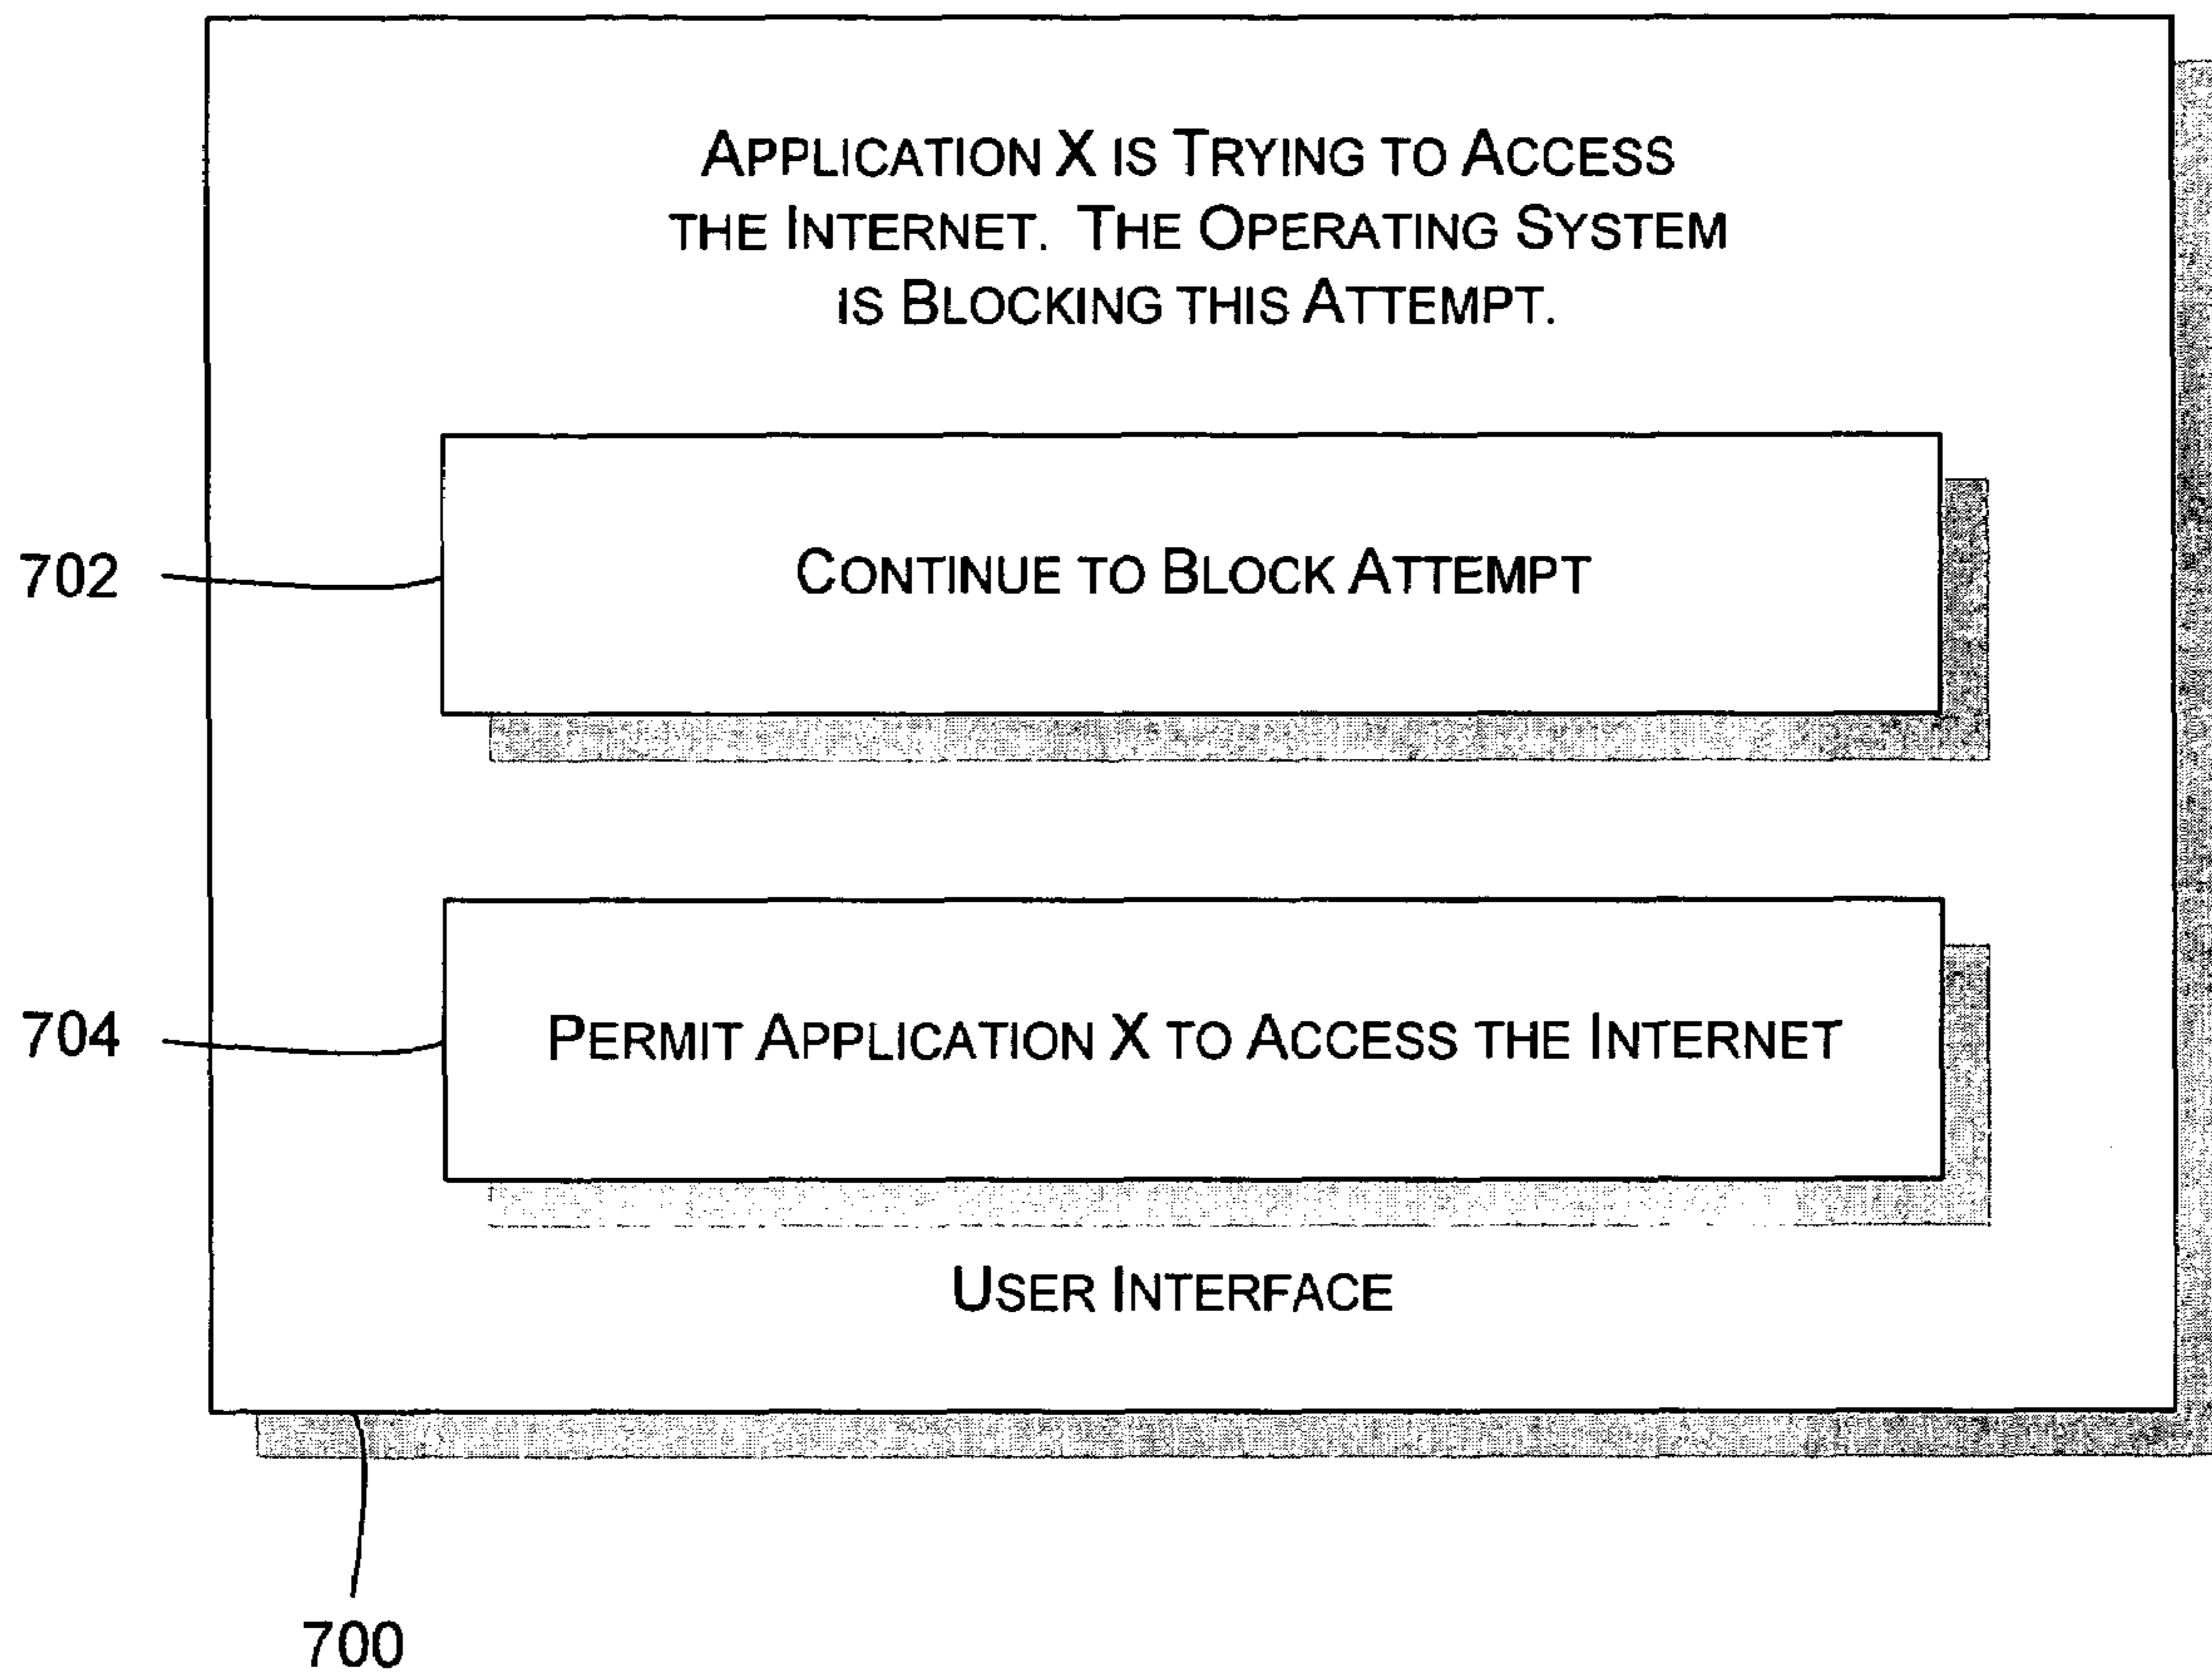 APPLICATION X IS TRYING TO ACCESS
THE INTERNET. THE OPERATING SYSTEM
IS BLOCKING THIS ATTEMPT.
702
CONTINUE TO BLOCK ATTEMPT
704
PERMIT APPLICATION X TO ACCESS THE INTERNET
USER INTERFACE
700